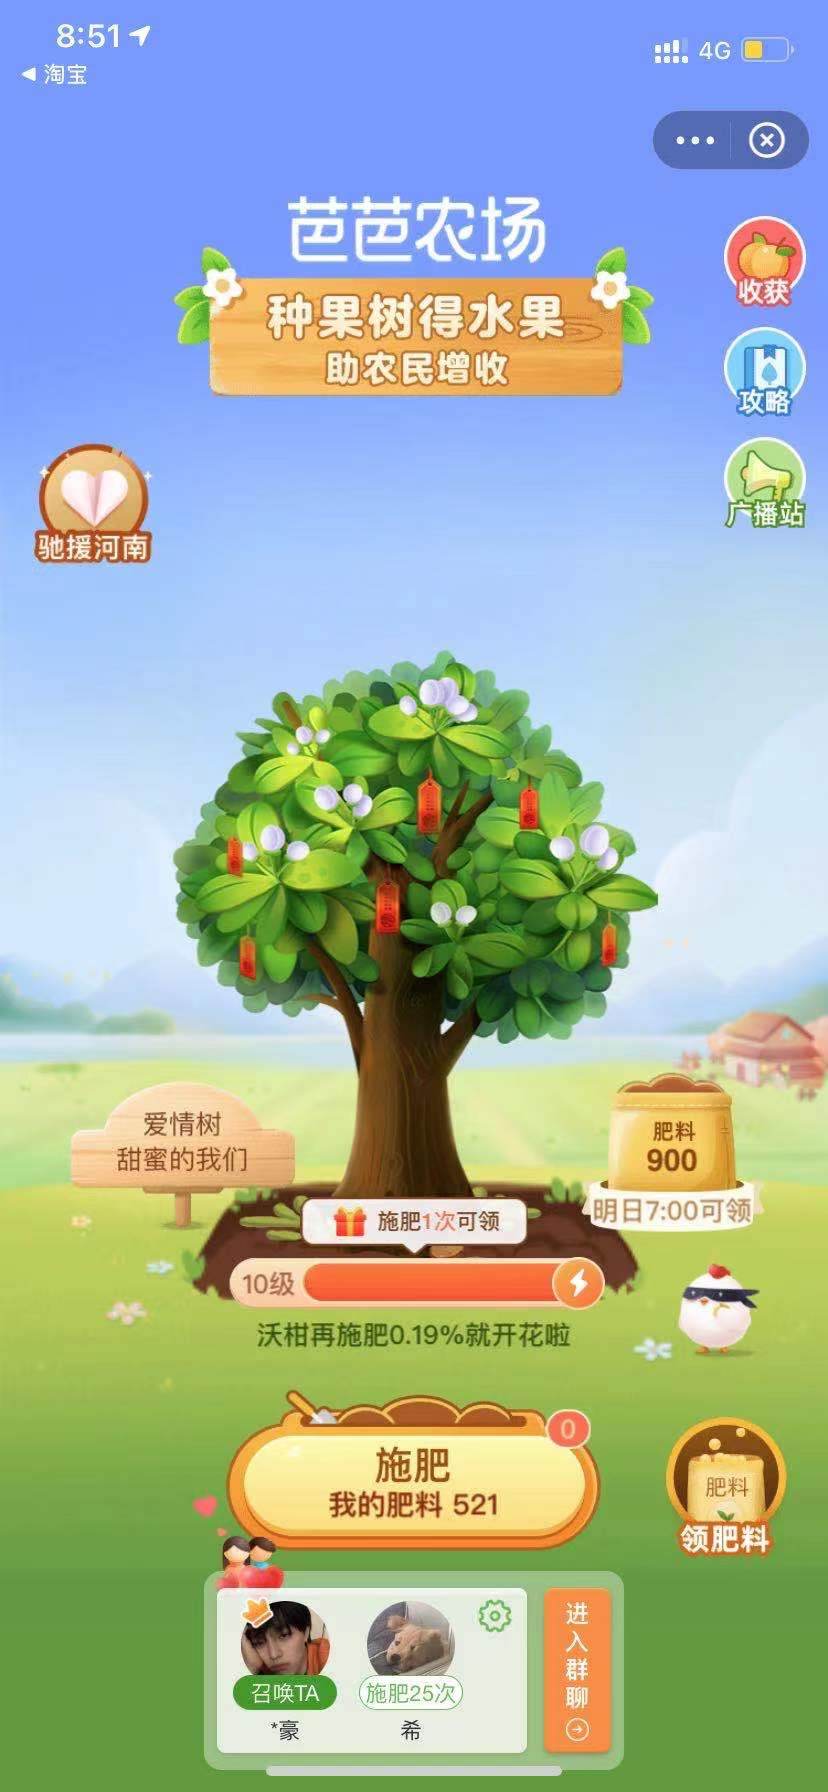 8:51
4G
淘宝
芭芭农场
种果树得水果
助农民增收
收获
攻略
广播站
驰援河南
爱情树
甜蜜的我们
肥料
900
明日7:00可领
施肥1次可领
10级
沃柑再施肥0.19%就开花啦
0
施肥
我的肥料 521
肥料
领肥料
召唤TA
施肥25次
*豪
希
进入群聊